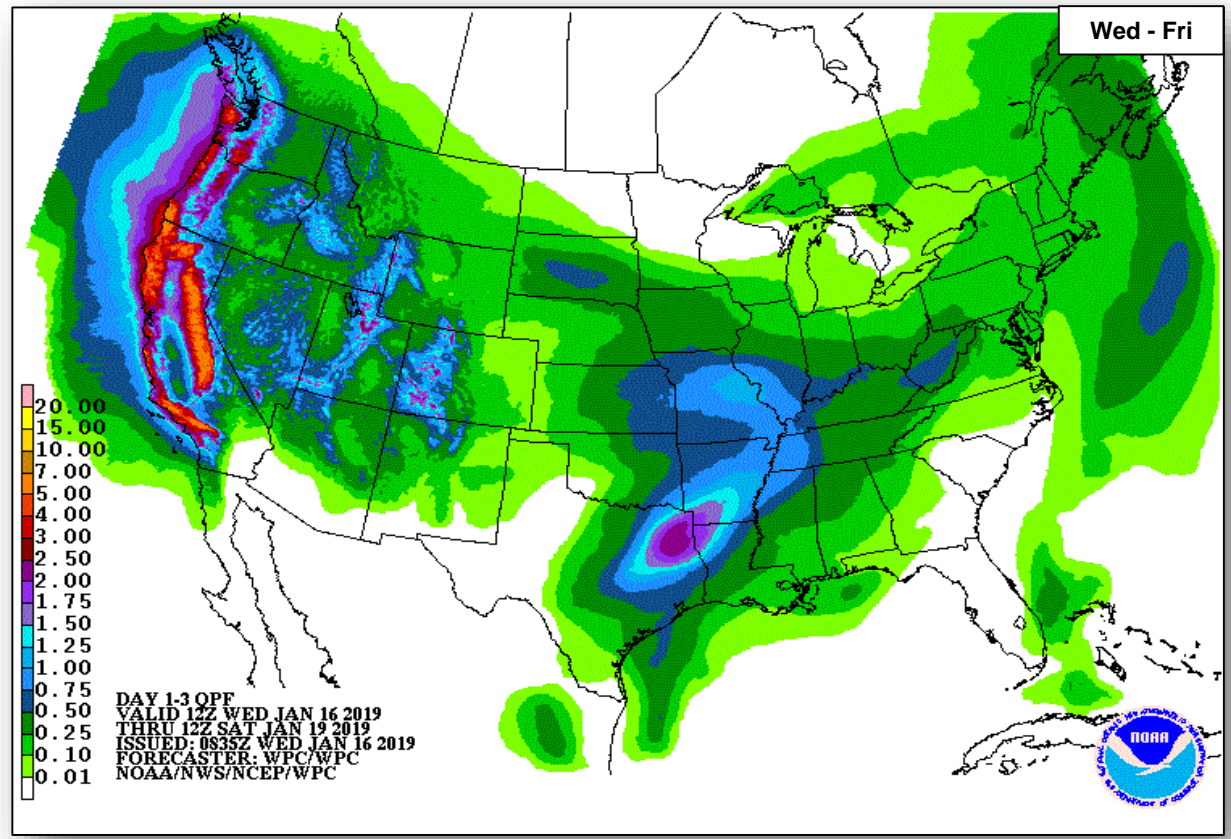 Wed - Fri
20.00
15.00
10.00
7.00
5.00
4.00
3.00
2.50
2.00
1.75
1.50
1.25
1.00
0.75
0.50
0.25
0.10
0.01
DAY 1-3 QPF
VALID 12Z WED JAN 16 2019
THRU 12Z SAT JAN 19 2019
ISSUED: 0835Z WED JAN 16 2019
FORECASTER: WPC/WPC
NOAA/NWS/NCEP/WPC
NOAA